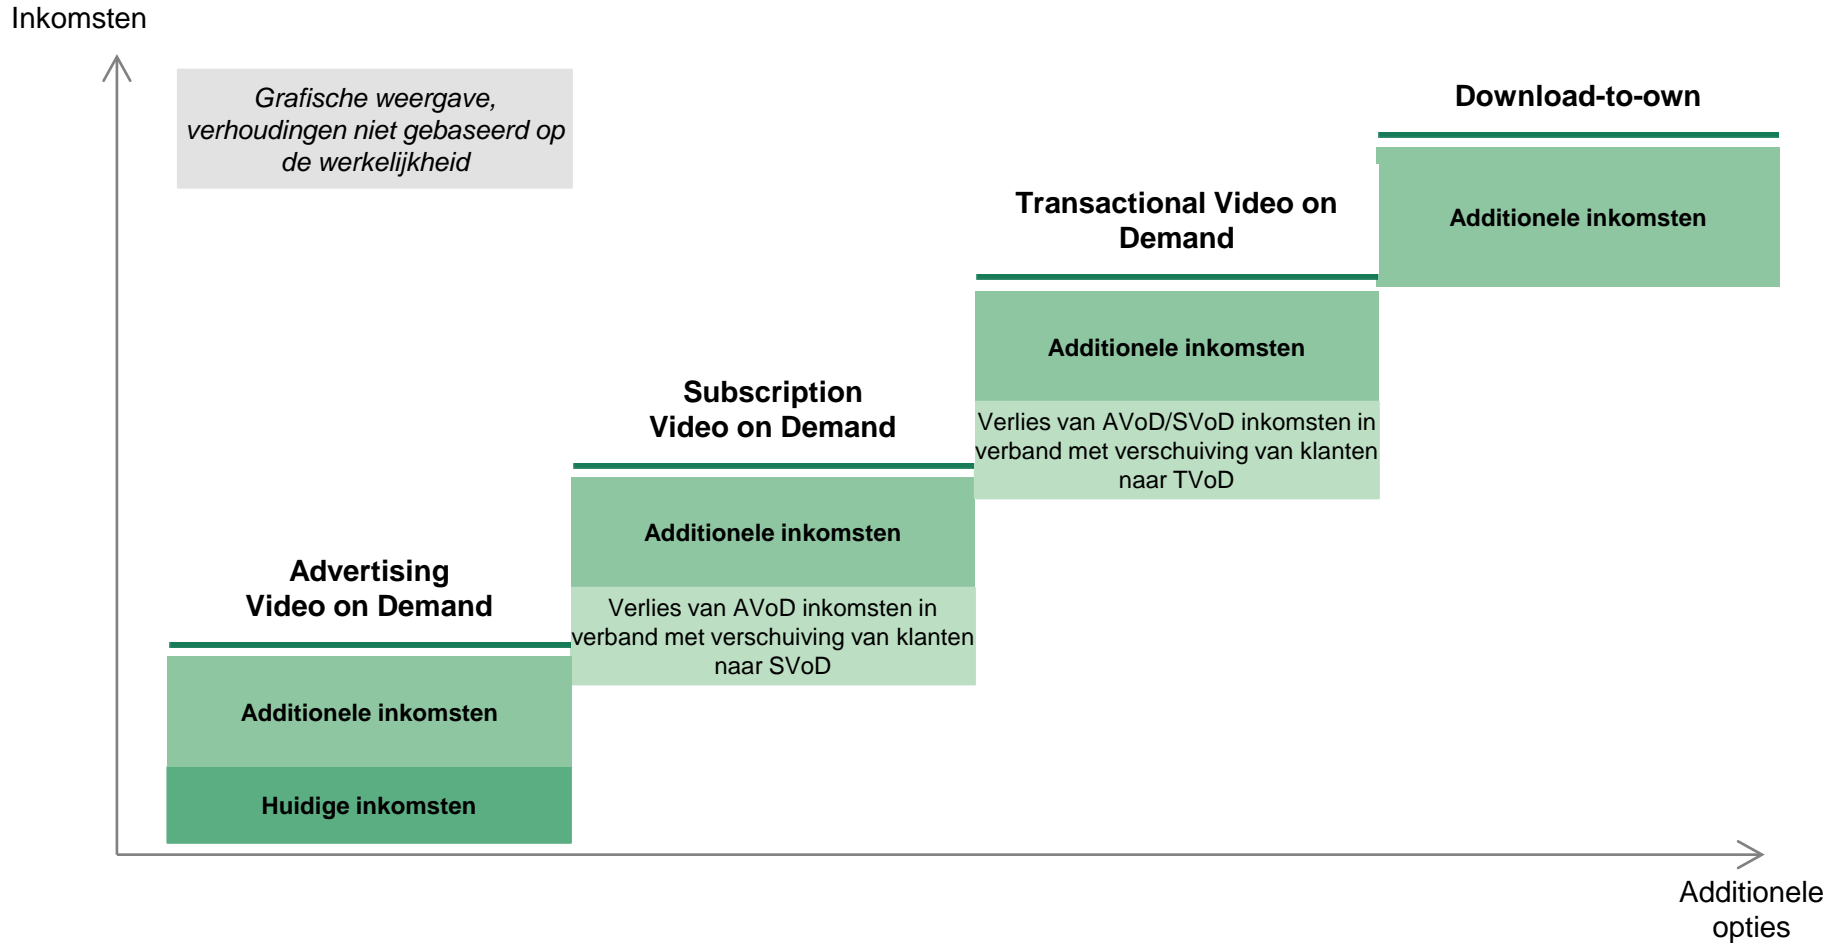 Inkomsten
Grafische weergave,
verhoudingen niet gebaseerd op
de werkelijkheid
Download-to-own
Additionele inkomsten
Transactional Video on
Demand
Additionele inkomsten
Verlies van AVoD/SVoD inkomsten in
verband met verschuiving van klanten
naar TVoD
Subscription
Video on Demand
Additionele inkomsten
Verlies van AVoD inkomsten in
verband met verschuiving van klanten
naar SVoD
Advertising
Video on Demand
Additionele inkomsten
Huidige inkomsten
Additionele
opties